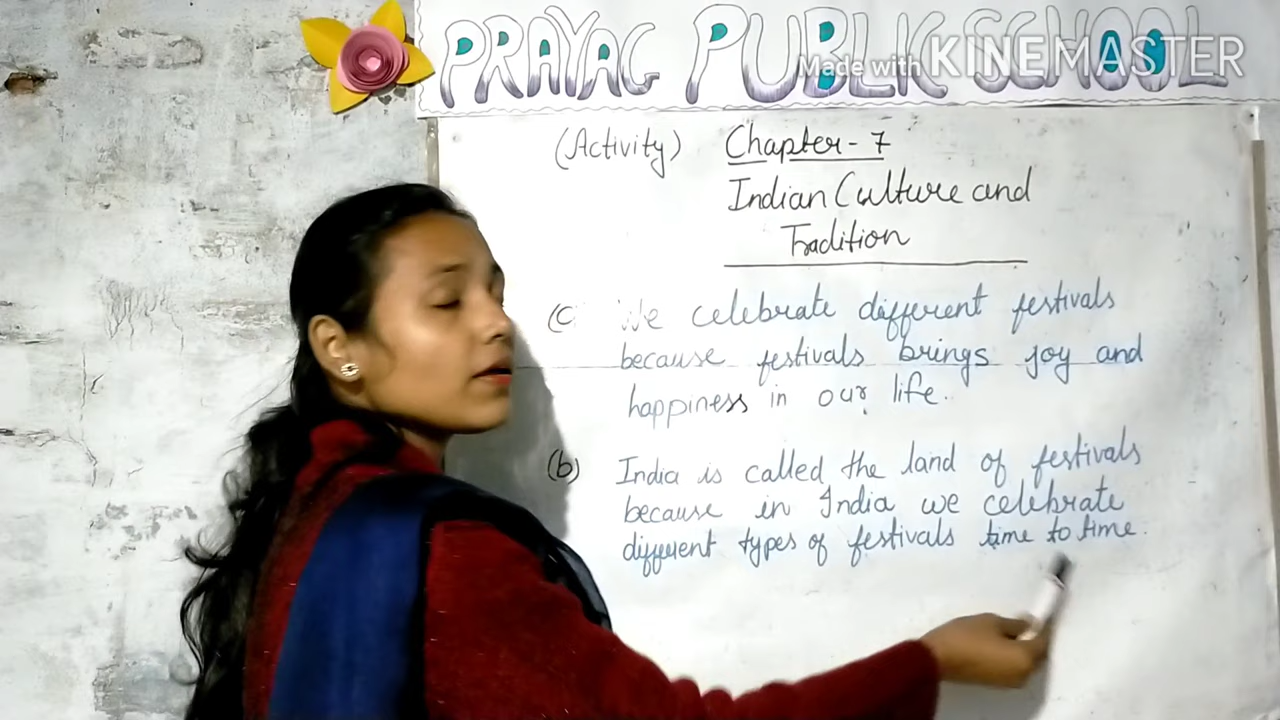 PRAYAG PUBLIC SCHOOL
Made with KINEMASTER
(Activity) Chapter-7
Indian Culture and
Tradition
(c) We celebrate different festivals
because festivals brings joy and
happiness in our life.
(b) India is called the land of festivals
because in India we celebrate
different types of festivals time to time.